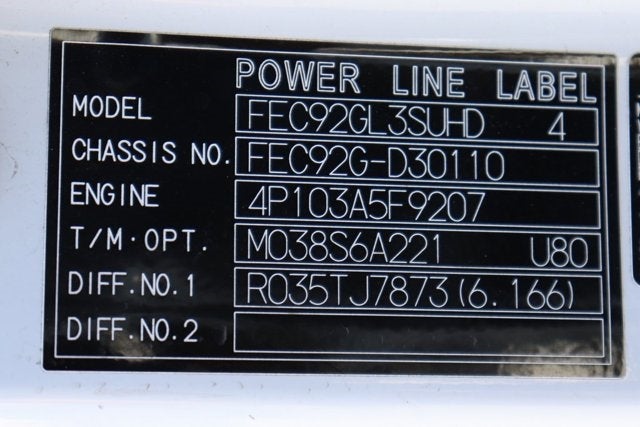 POWER LINE LABEL
MODEL FEC92GL3SUHD 4
CHASSIS NO. FEC92G-D30110
ENGINE 4P103A5F9207
T/M·OPT. M038S6A221 U80
DIFF.NO.1 R035TJ7873(6.166)
DIFF.NO.2